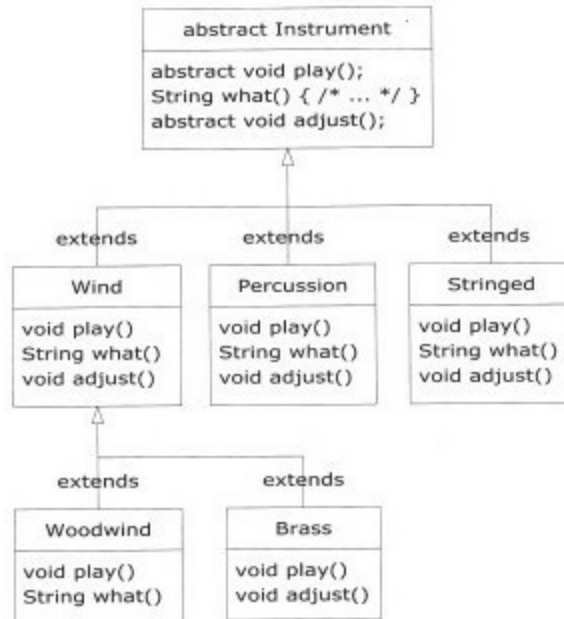 abstract Instrument
abstract void play();
String what() { /* ... */ }
abstract void adjust();
extends
extends
extends
Wind
void play()
String what()
void adjust()
Percussion
void play()
String what()
void adjust()
Stringed
void play()
String what()
void adjust()
extends
extends
Woodwind
void play()
String what()
Brass
void play()
void adjust()